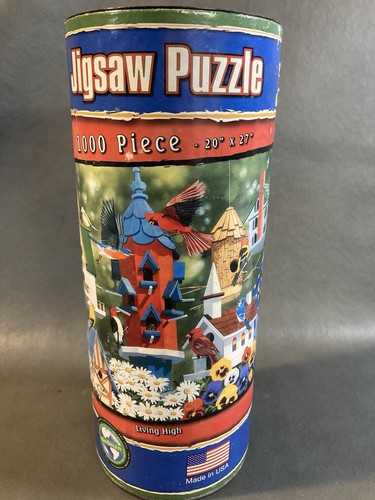 Jigsaw Puzzle
1000 Piece - 20" x 27"
Living High
Made in USA